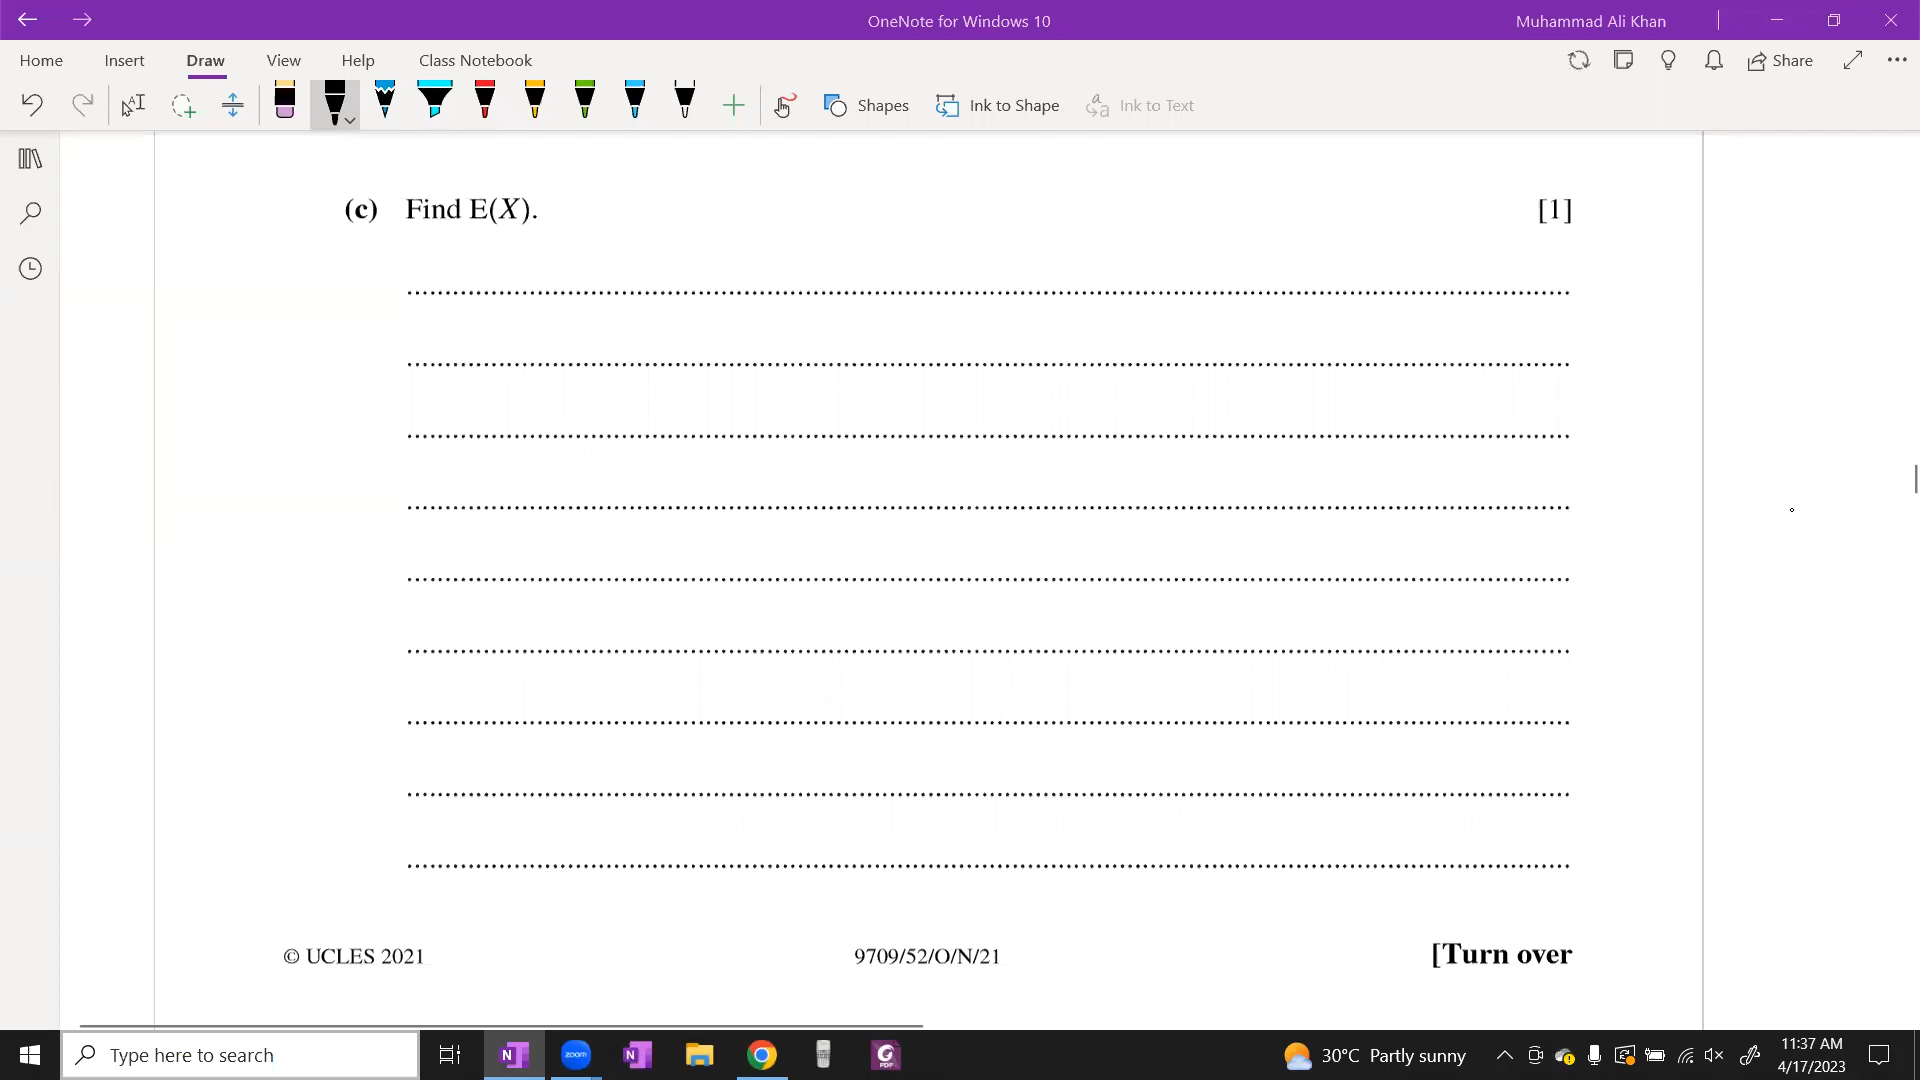 OneNote for Windows 10
Muhammad Ali Khan
Home Insert Draw View Help Class Notebook
Share
Shapes Ink to Shape Ink to Text
(c) Find E(X). [1]
© UCLES 2021 9709/52/O/N/21 [Turn over
Type here to search
zoom
PDF
30°C Partly sunny
11:37 AM
4/17/2023